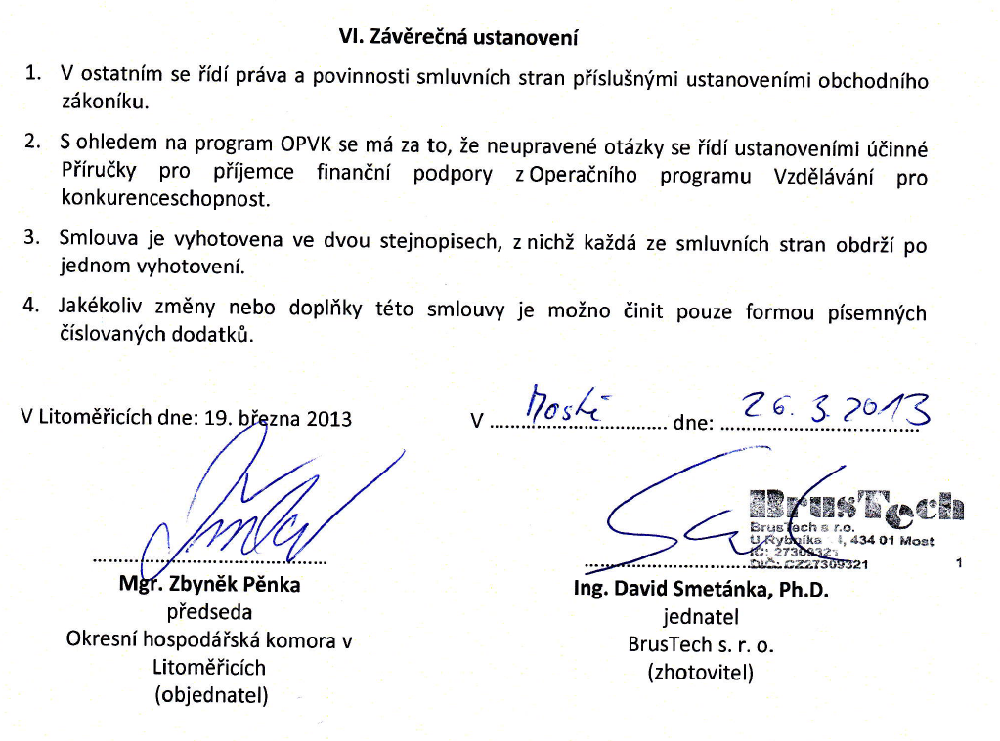 VI. Závěrečná ustanovení
1. V ostatním se řídí práva a povinnosti smluvních stran příslušnými ustanoveními obchodního
zákoníku.
2. S ohledem na program OPVK se má za to, že neupravené otázky se řídí ustanoveními účinné
Příručky pro příjemce finanční podpory z Operačního programu Vzdělávání pro
konkurenceschopnost.
3. Smlouva je vyhotovena ve dvou stejnopisech, z nichž každá ze smluvních stran obdrží po
jednom vyhotovení.
4. Jakékoliv změny nebo doplňky této smlouvy je možno činit pouze formou písemných
číslovaných dodatků.
V Litoměřicích dne: 19. března 2013
V Mostě dne: 26. 3. 2013
BrusTech
BrusTech s r.o.
U Rybníka 434 01 Most
IČ: 27309321
DIČ: CZ27309321
1
Mgr. Zbyněk Pěnka
předseda
Okresní hospodářská komora v
Litoměřicích
(objednatel)
Ing. David Smetánka, Ph.D.
jednatel
BrusTech s. r. o.
(zhotovitel)